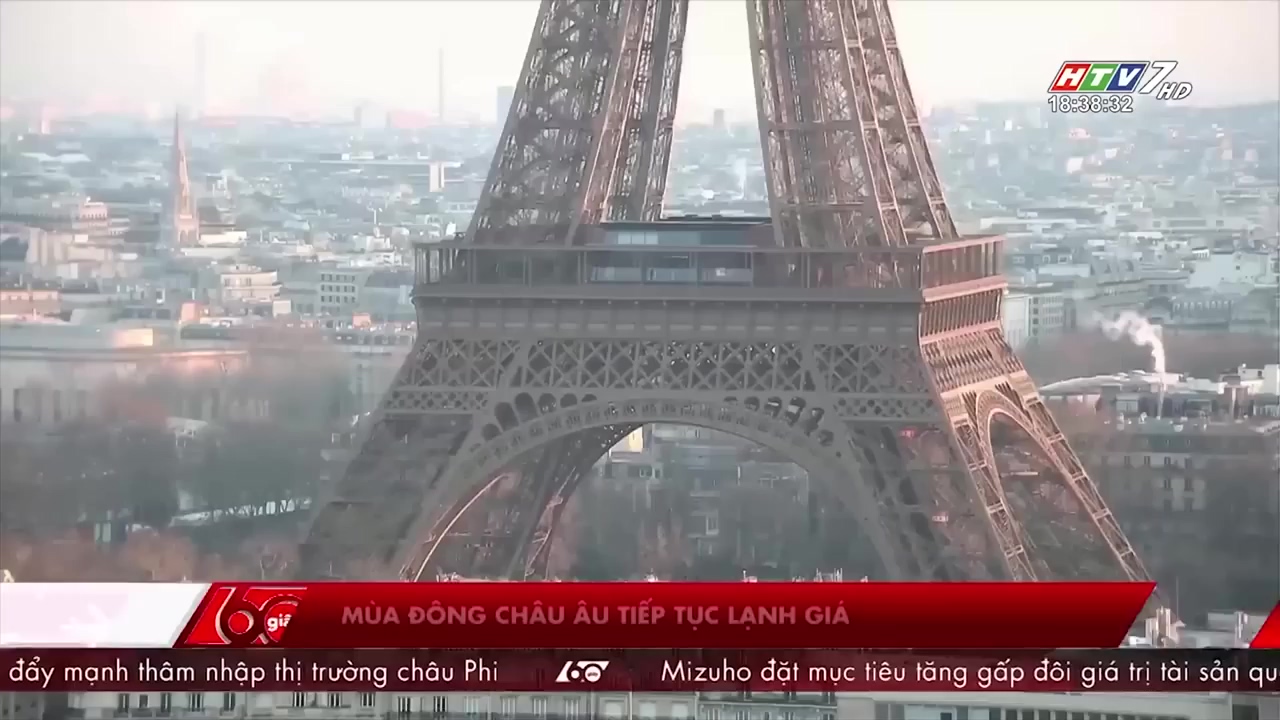 HTV7 HD
18:38:32
60 giây
MÙA ĐÔNG CHÂU ÂU TIẾP TỤC LẠNH GIÁ
đẩy mạnh thâm nhập thị trường châu Phi 60 Mizuho đặt mục tiêu tăng gấp đôi giá trị tài sản